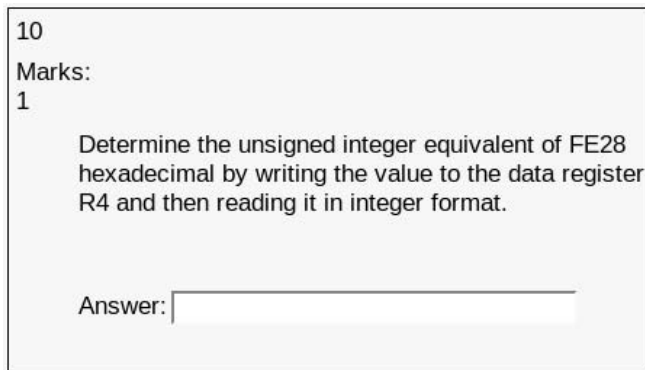 10
Marks:
1
Determine the unsigned integer equivalent of FE28
hexadecimal by writing the value to the data register
R4 and then reading it in integer format.
Answer: